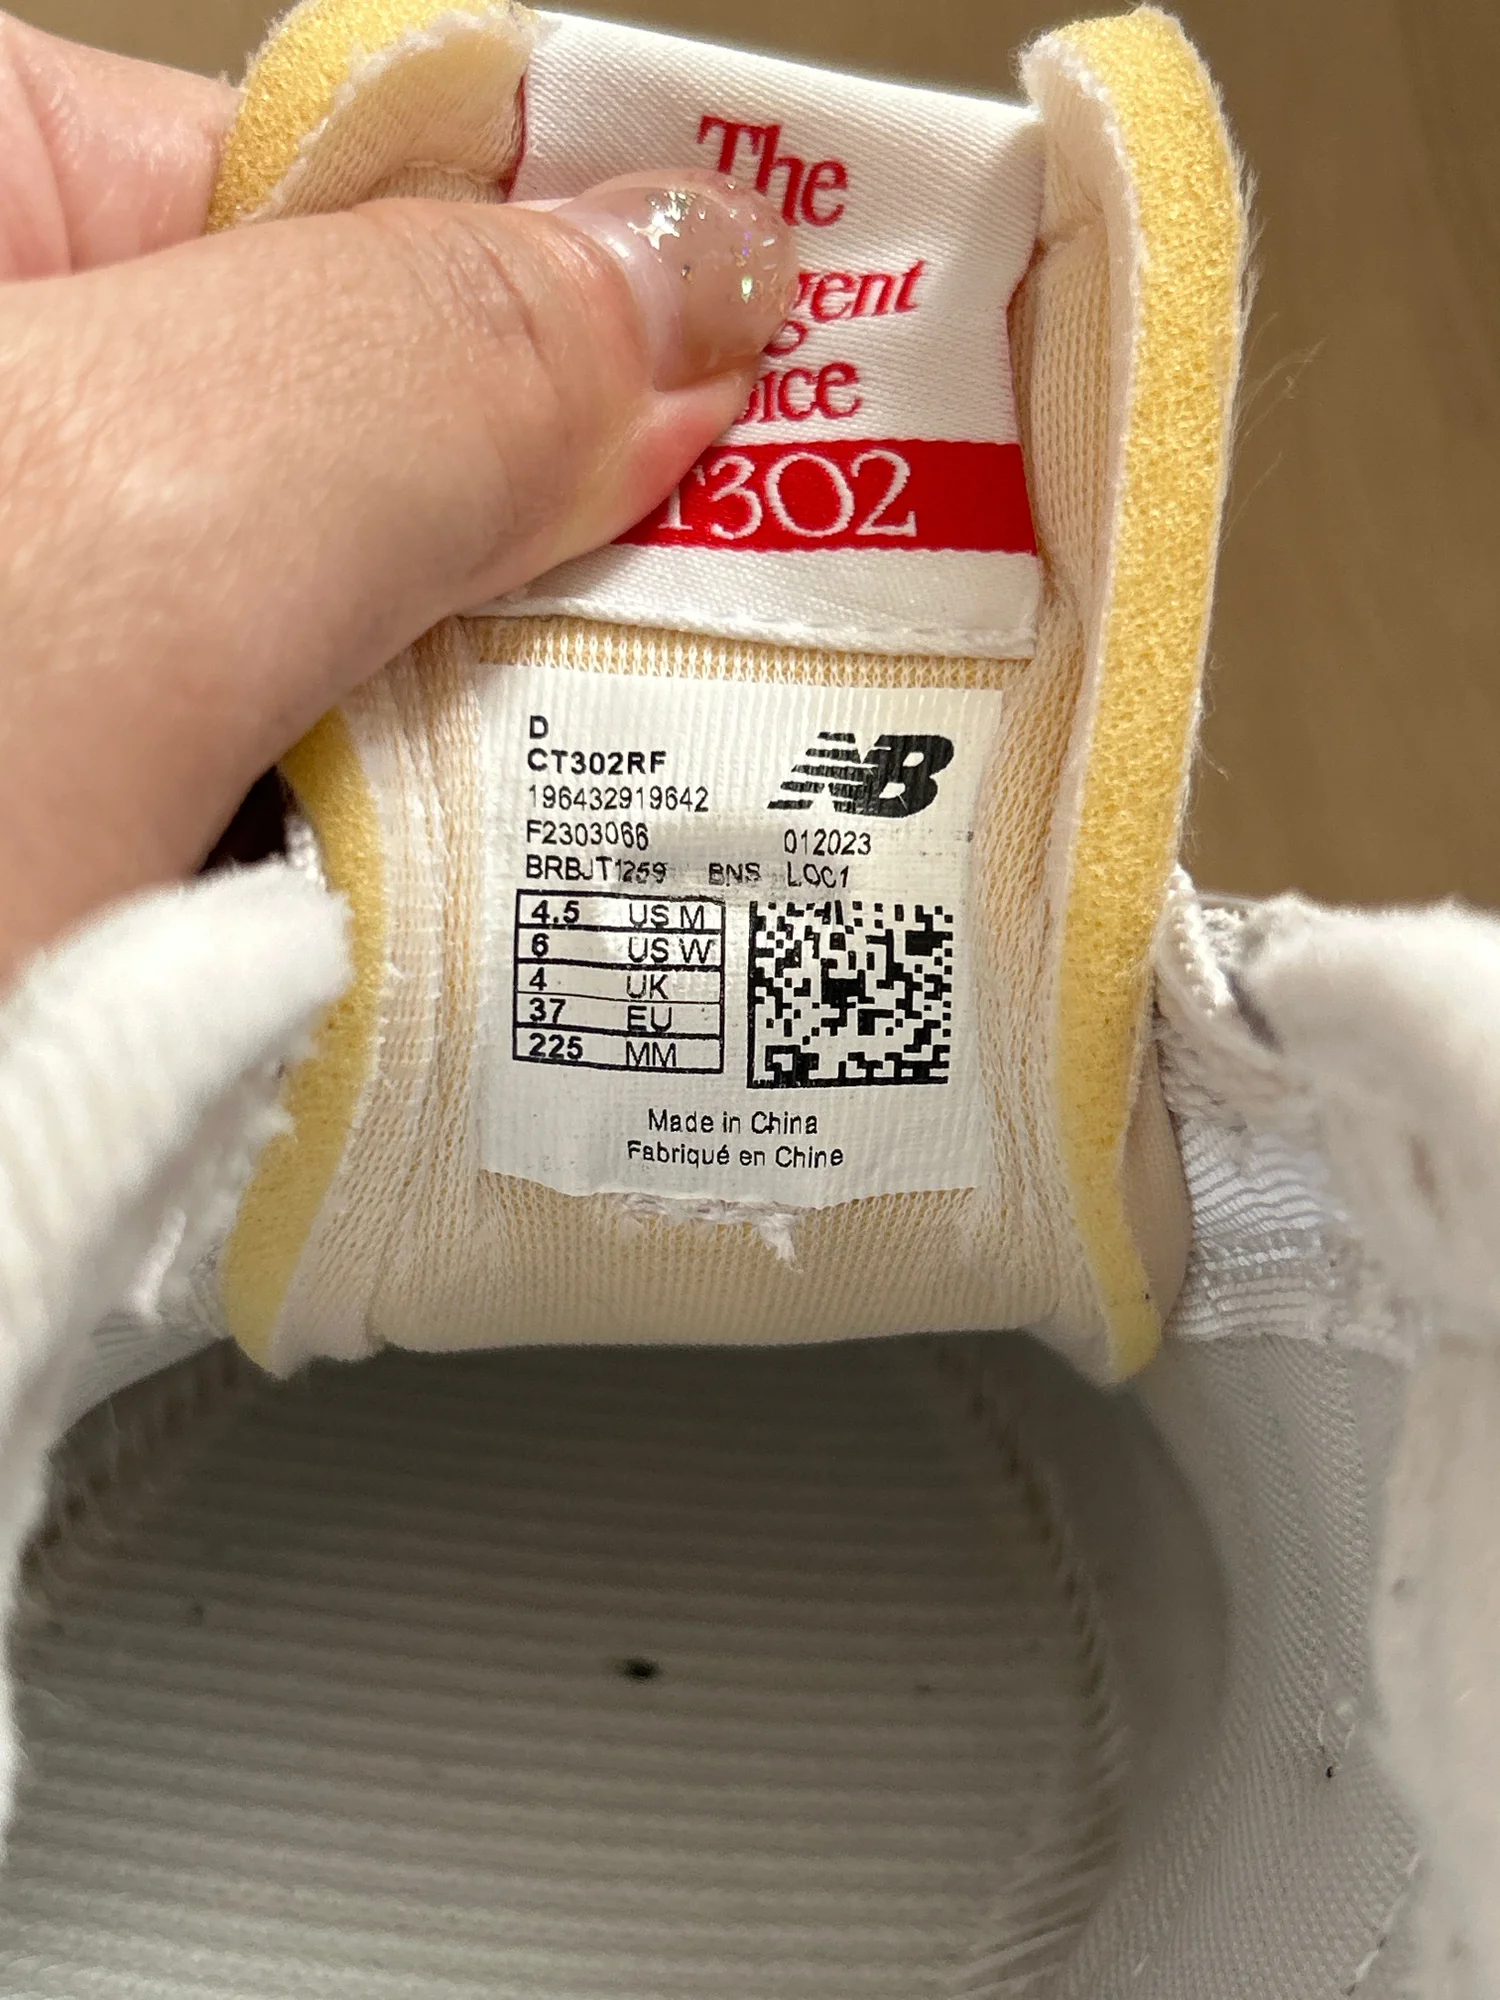 The
CT302RF
D
196432919642
F2303066
012023
BRBJT1259 BNS LOC1
4.5 US M
6 US W
4 UK
37 EU
225 MM
Made in China
Fabriqué en Chine
NB